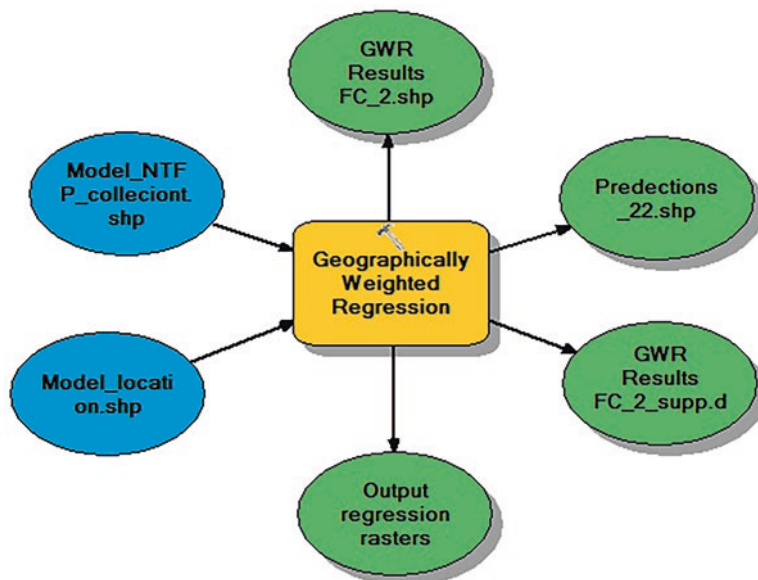 GWR
Results
FC_2.shp
Model_NTF
P_colleciont.
shp
Predections
_22.shp
Geographically
Weighted
Regression
Model_locati
on.shp
GWR
Results
FC_2_supp.d
Output
regression
rasters